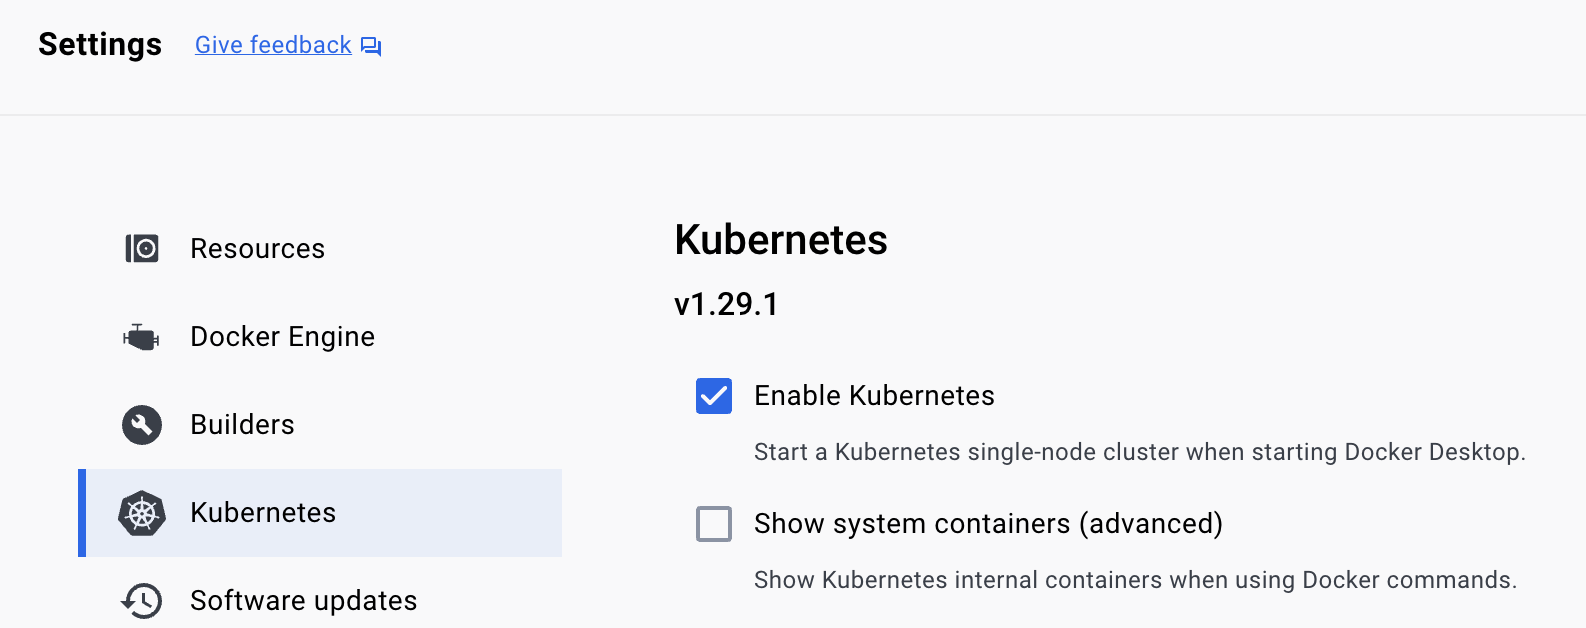 Settings Give feedback
Resources
Docker Engine
Builders
Kubernetes
Software updates
Kubernetes
v1.29.1
Enable Kubernetes
Start a Kubernetes single-node cluster when starting Docker Desktop.
Show system containers (advanced)
Show Kubernetes internal containers when using Docker commands.